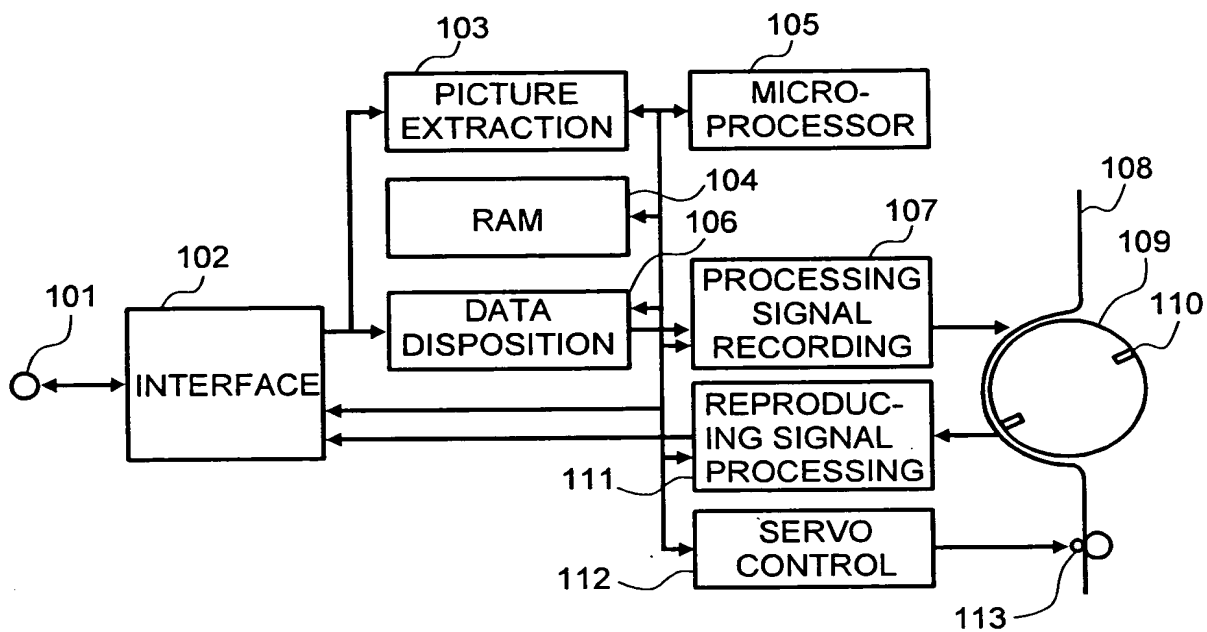 103
105
PICTURE
EXTRACTION
MICRO-
PROCESSOR
104
RAM
108
106
107
102
109
101
110
DATA
DISPOSITION
PROCESSING
SIGNAL
RECORDING
INTERFACE
REPRODUC-
ING SIGNAL
PROCESSING
111
SERVO
CONTROL
112
113